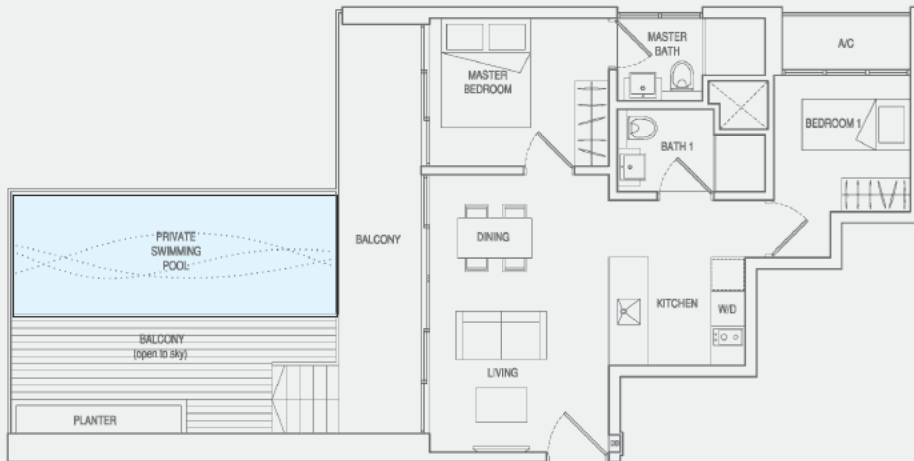 MASTER
BATH
A/C
MASTER
BEDROOM
BEDROOM 1
BATH 1
PRIVATE
SWIMMING
POOL
BALCONY
DINING
KITCHEN
W/D
BALCONY
(open to sky)
LIVING
PLANTER
DB